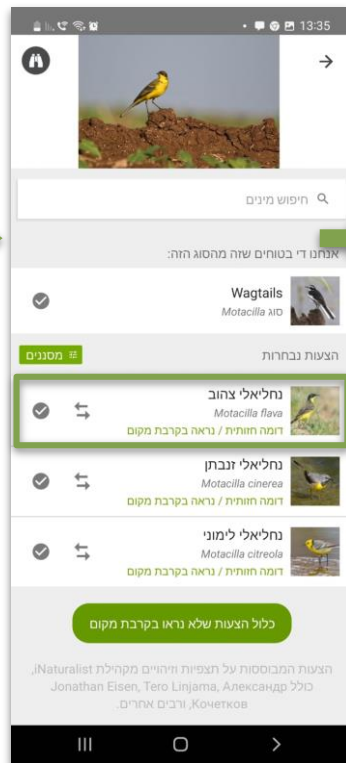 13:35
חיפוש מינים
אנחנו די בטוחים שזה מהסוג הזה:
Wagtails
סוג Motacilla
הצעות נבחרות
מסננים
נחליאלי צהוב
Motacilla flava
דומה חזותית / נראה בקרבת מקום
נחליאלי זנבתן
Motacilla cinerea
דומה חזותית / נראה בקרבת מקום
נחליאלי לימוני
Motacilla citreola
דומה חזותית / נראה בקרבת מקום
כלול הצעות שלא נראו בקרבת מקום
הצעות המבוססות על תצפיות וזיהויים מקהילת iNaturalist,
כולל Jonathan Eisen, Tero Linjama, Александр
Кочетков, ורבים אחרים.